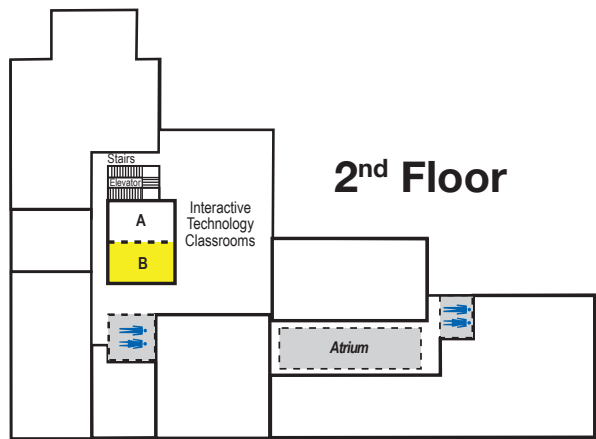 2nd Floor
Stairs
Elevator
A
B
Interactive
Technology
Classrooms
Atrium